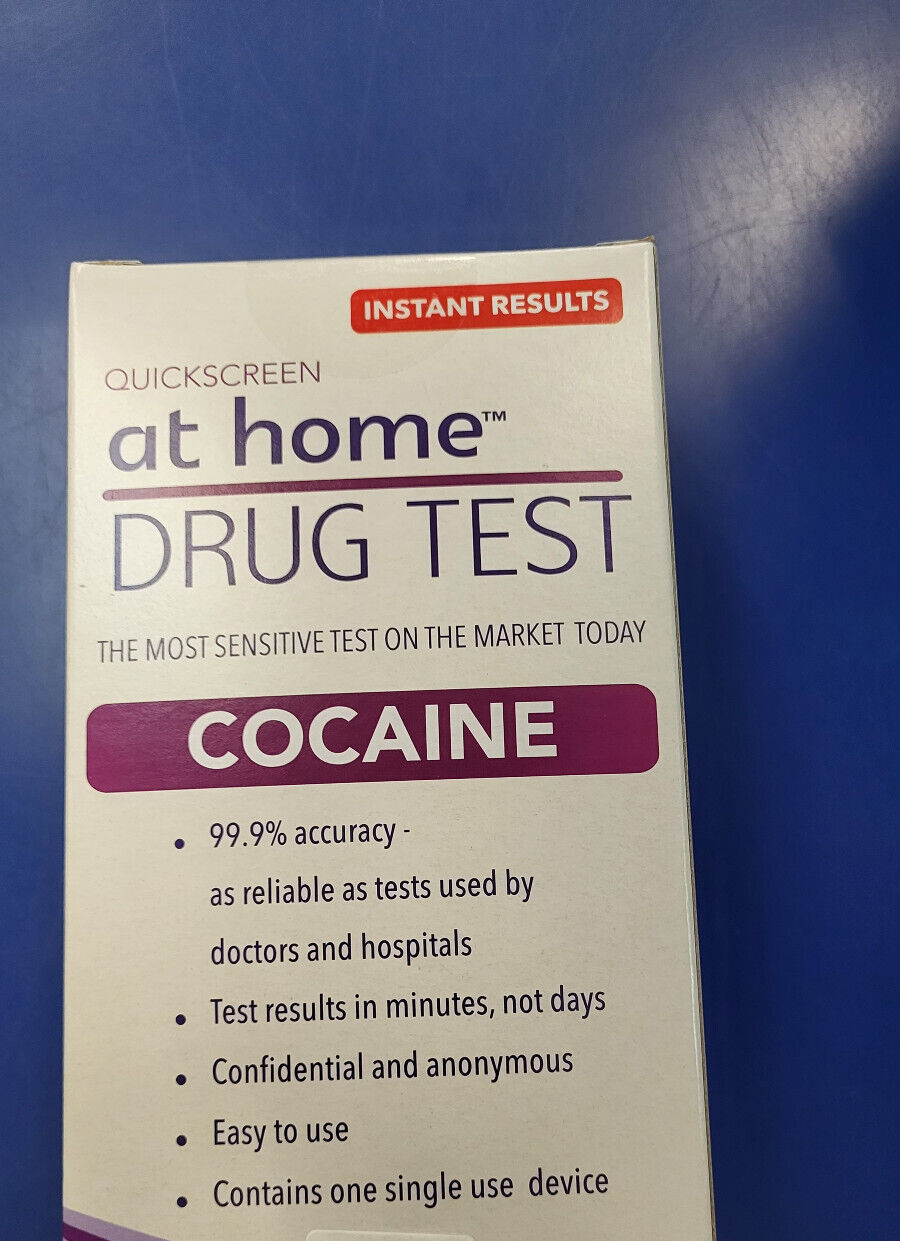 INSTANT RESULTS
QUICKSCREEN
at home™
DRUG TEST
THE MOST SENSITIVE TEST ON THE MARKET TODAY
COCAINE
• 99.9% accuracy -
as reliable as tests used by
doctors and hospitals
• Test results in minutes, not days
• Confidential and anonymous
• Easy to use
• Contains one single use device